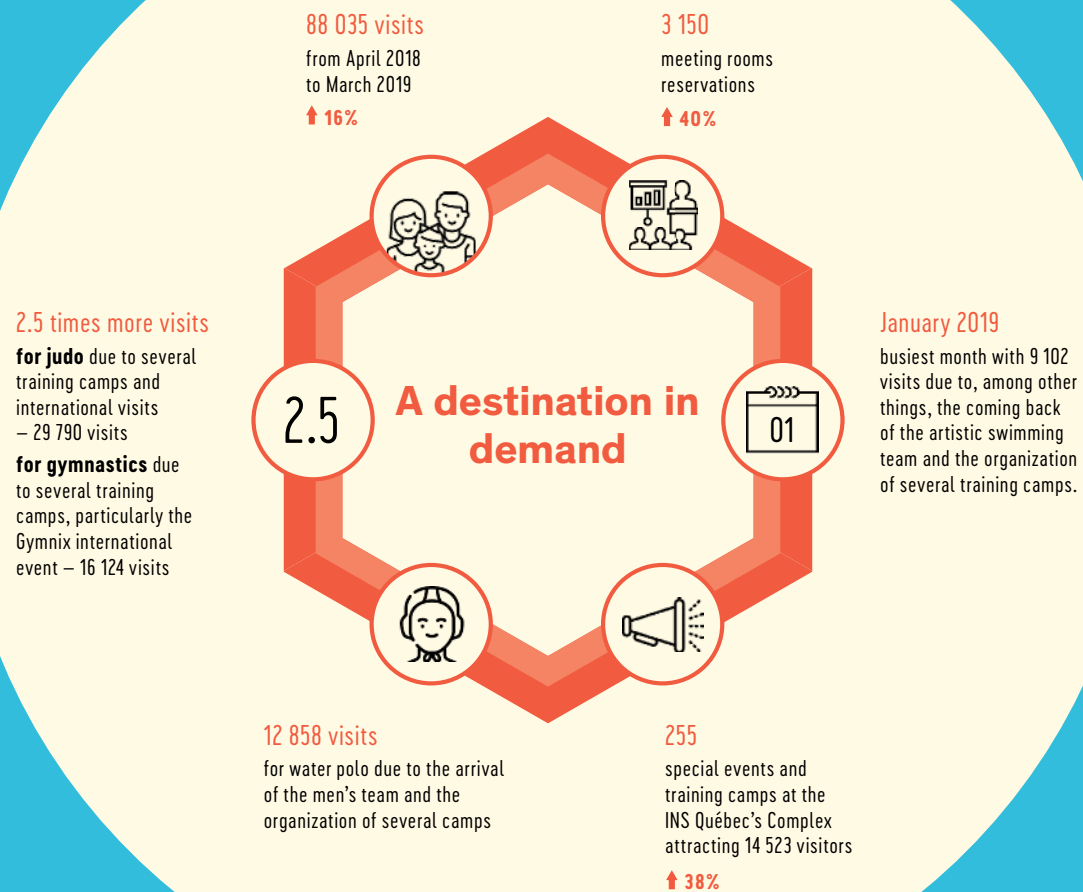 88 035 visits
from April 2018
to March 2019
16%
3 150
meeting rooms
reservations
40%
2.5 times more visits
for judo due to several
training camps and
international visits
– 29 790 visits
for gymnastics due
to several training
camps, particularly the
Gymnix international
event – 16 124 visits
2.5
A destination in
demand
01
January 2019
busiest month with 9 102
visits due to, among other
things, the coming back
of the artistic swimming
team and the organization
of several training camps.
12 858 visits
for water polo due to the arrival
of the men's team and the
organization of several camps
255
special events and
training camps at the
INS Québec's Complex
attracting 14 523 visitors
38%